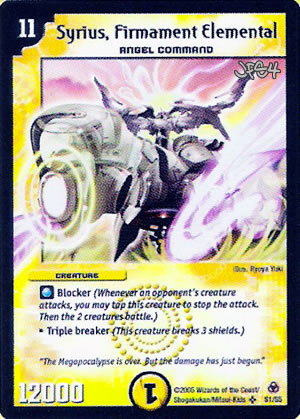 11
Syrius, Firmament Elemental
ANGEL COMMAND
Illus. Ryoya Yuki
CREATURE
Blocker (Whenever an opponent's creature
attacks, you may tap this creature to stop the attack.
Then the 2 creatures battle.)
• Triple breaker (This creature breaks 3 shields.)
"The Megapocalypse is over. But the damage has just begun."
12000
1
©2005 Wizards of the Coast/
Shogakukan/Mitsui-Kids
S1/S5